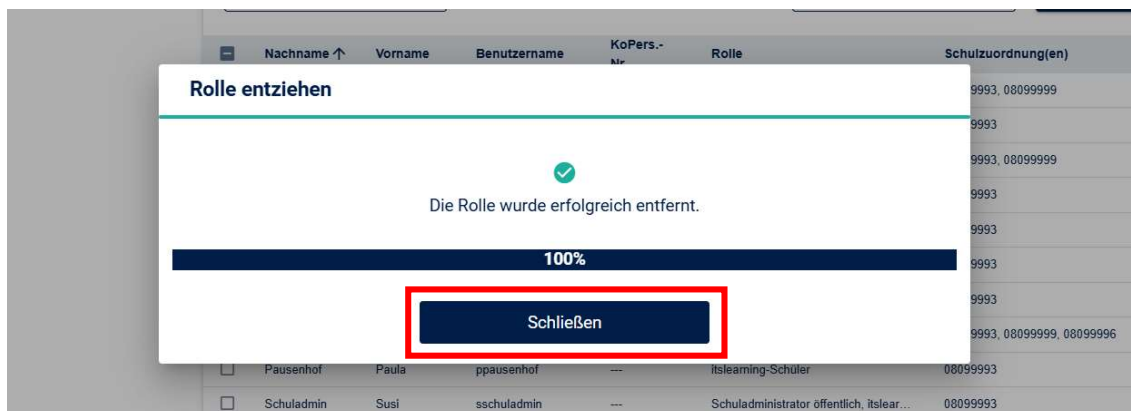 Nachname ↑ Vorname Benutzername KoPers.- Rolle Schulzuordnung(en)
Rolle entziehen
9993, 08099999
9993
9993, 08099999
Die Rolle wurde erfolgreich entfernt.
9993
9993
100%
9993
9993
Schließen
9993, 08099999, 08099996
Pausenhof Paula ppausenhof --- itslearning-Schüler 08099993
Schuladmin Susi sschuladmin --- Schuladministrator öffentlich, itslear... 08099993